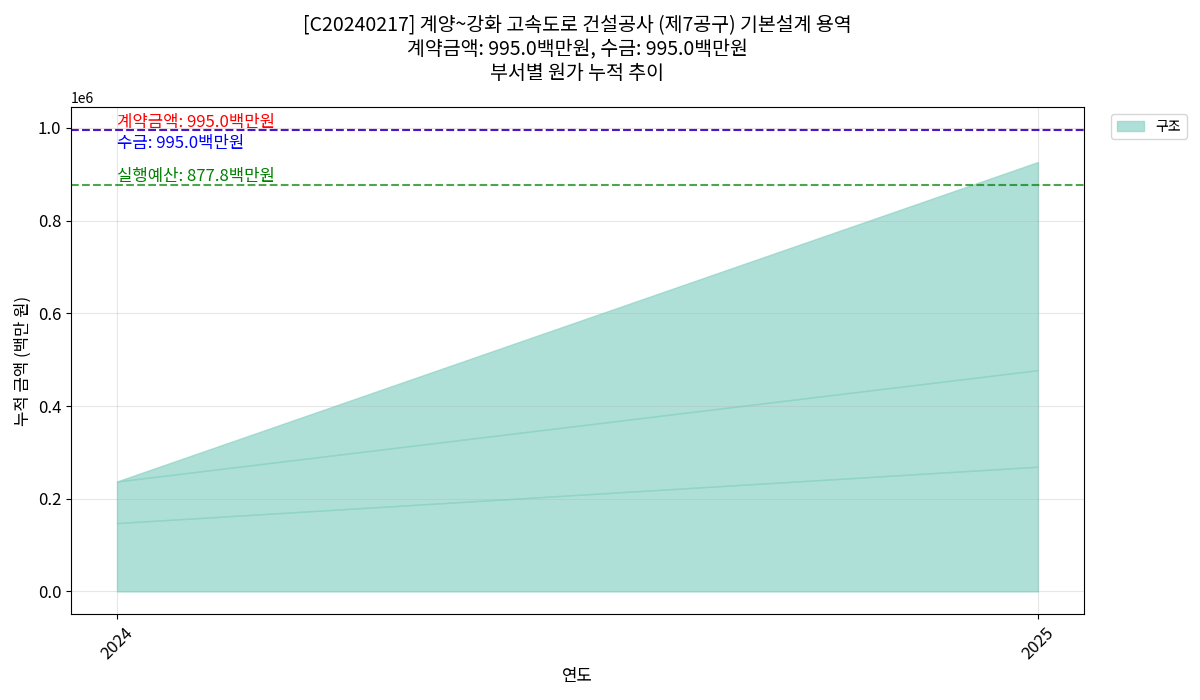 [C20240217] 계양~강화 고속도로 건설공사 (제7공구) 기본설계 용역
계약금액: 995.0백만원, 수금: 995.0백만원
부서별 원가 누적 추이
1e6
계약금액: 995.0백만원
수금: 995.0백만원
실행예산: 877.8백만원
구조
1.0
0.8
0.6
0.4
0.2
0.0
누적 금액 (백만 원)
2024
2025
연도